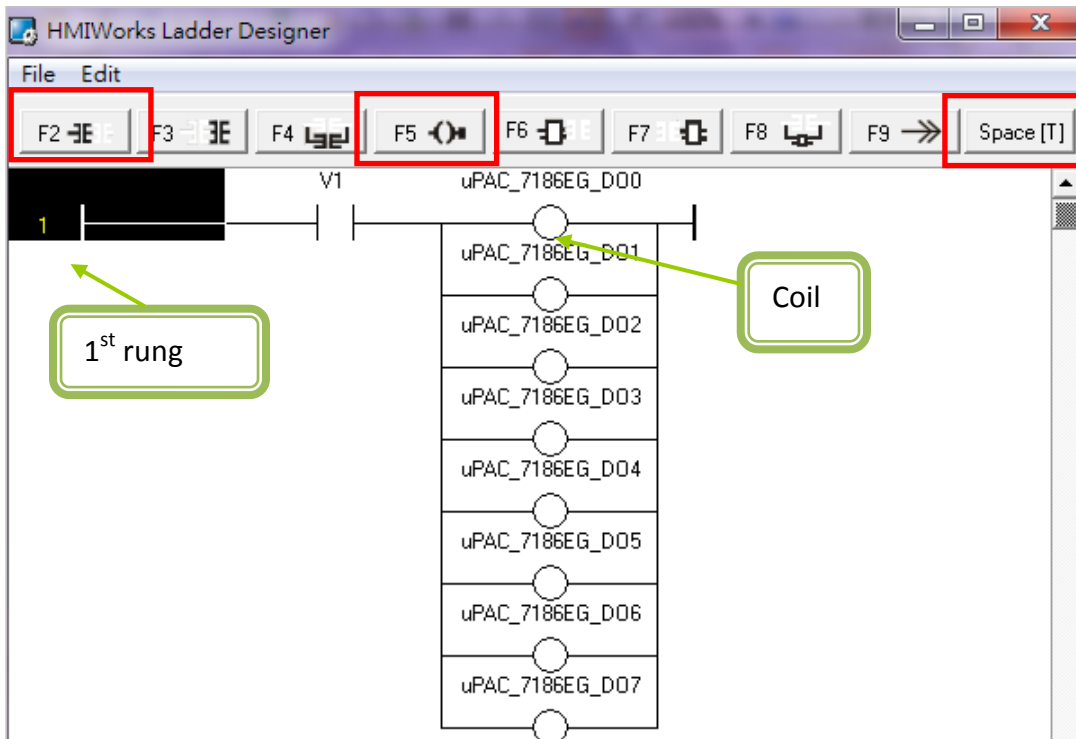 HMIWorks Ladder Designer
File Edit
F2 F3 F4 F5 F6 F7 F8 F9 Space [T]
V1 uPAC_7186EG_DO0
1
uPAC_7186EG_DO1
Coil
uPAC_7186EG_DO2
1st rung
uPAC_7186EG_DO3
uPAC_7186EG_DO4
uPAC_7186EG_DO5
uPAC_7186EG_DO6
uPAC_7186EG_DO7